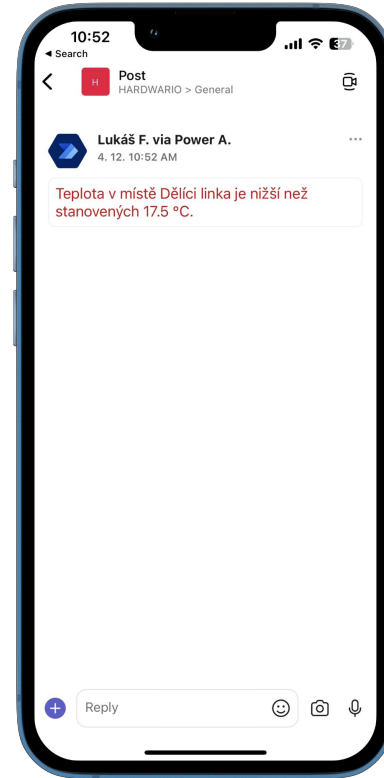 10:52
37
◀ Search
Post
H
HARDWARIO > General
Lukáš F. via Power A.
4. 12. 10:52 AM
Teplota v místě Dělící linka je nižší než
stanovených 17.5 °C.
Reply